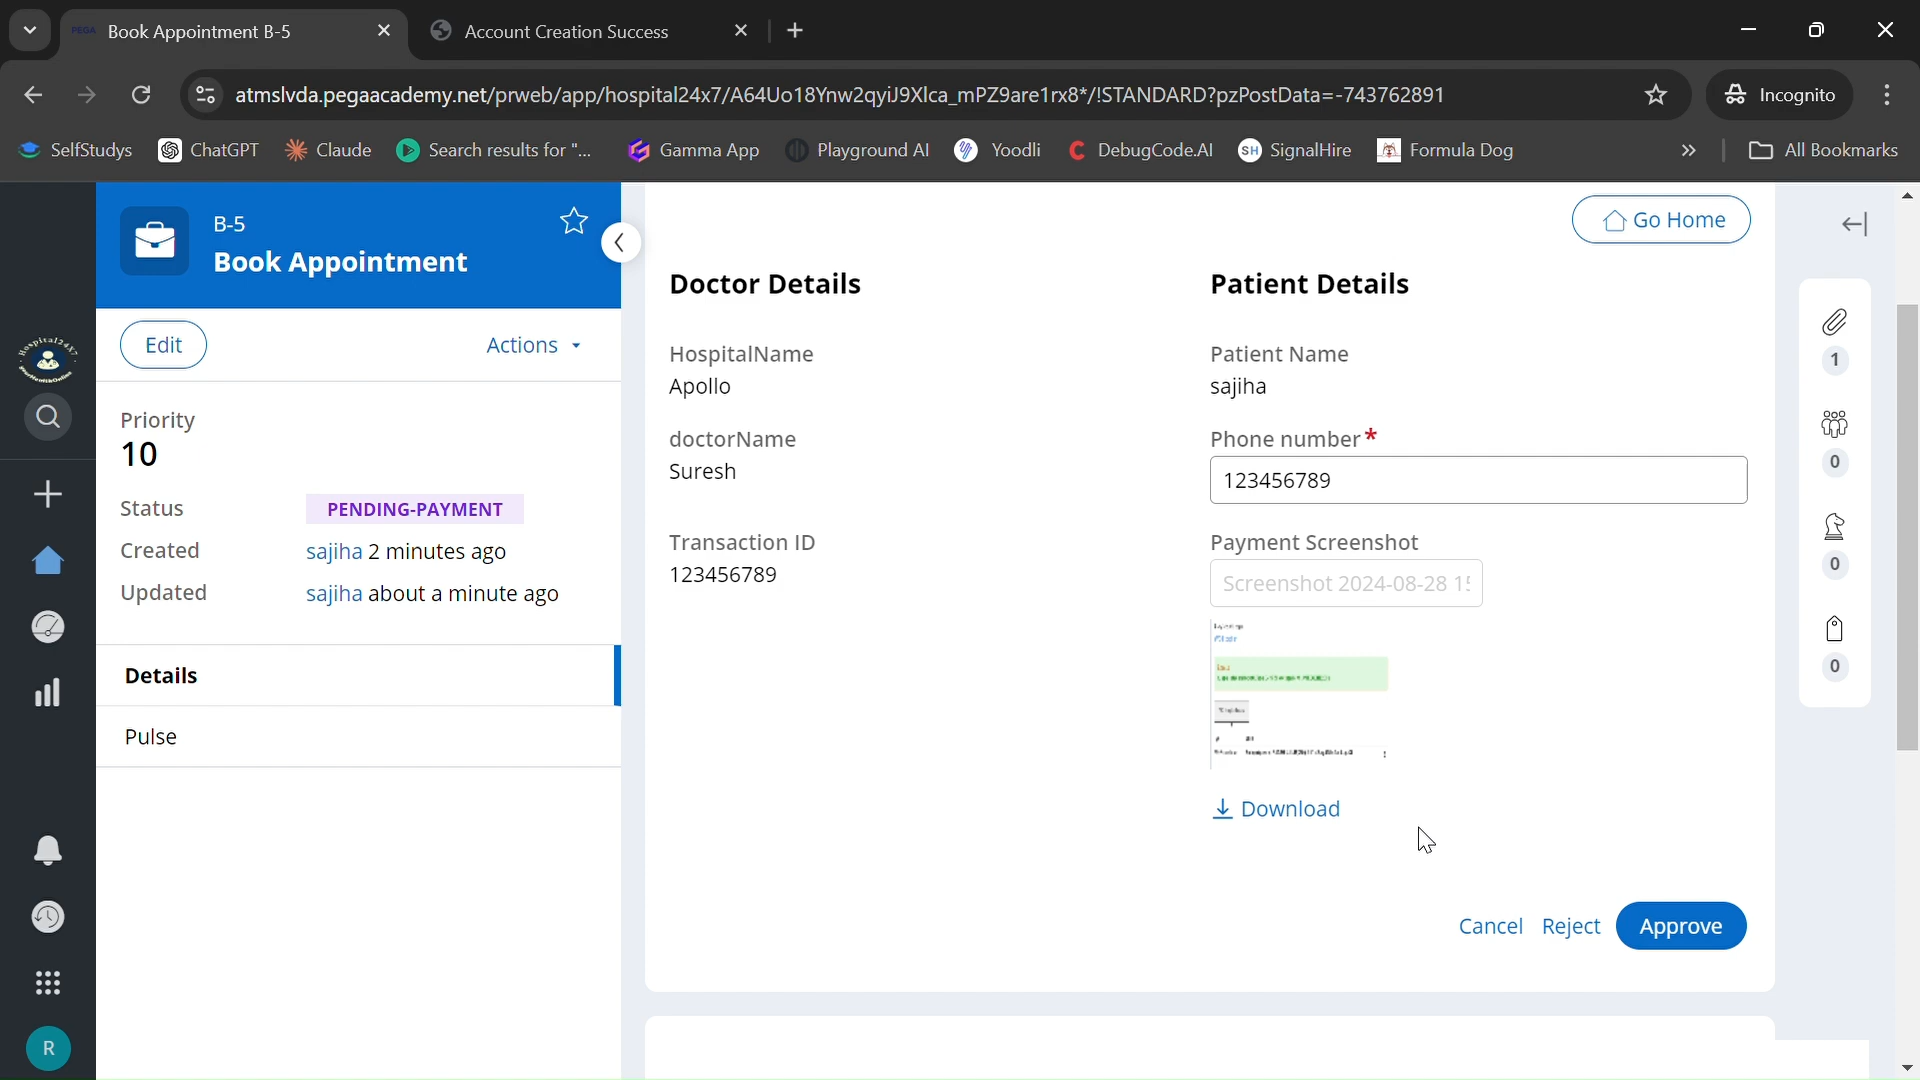 Book Appointment B-5
Account Creation Success
atmslvda.pegaacademy.net/prweb/app/hospital24x7/A64Uo18Ynw2qyiJ9Xlca_mPZ9are1rx8*/!STANDARD?pzPostData=-743762891
Incognito
SelfStudys
ChatGPT
Claude
Search results for "...
Gamma App
Playground AI
Yoodli
DebugCode.AI
SignalHire
Formula Dog
All Bookmarks
B-5
Book Appointment
Edit
Actions
Priority
10
Status
PENDING-PAYMENT
Created
sajiha 2 minutes ago
Updated
sajiha about a minute ago
Details
Pulse
R
Go Home
Doctor Details
HospitalName
Apollo
doctorName
Suresh
Transaction ID
123456789
Patient Details
Patient Name
sajiha
Phone number*
123456789
Payment Screenshot
Screenshot 2024-08-28 15
Download
Cancel
Reject
Approve
1
0
0
0